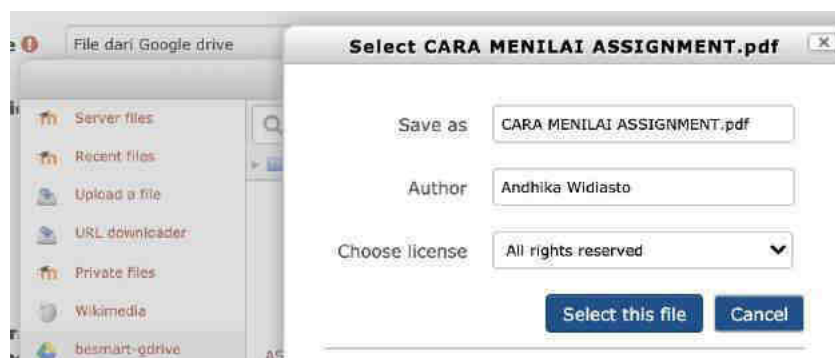 e File dari Google drive
Select CARA MENILAI ASSIGNMENT.pdf
Server files
Recent files
Upload a file
URL downloader
Private files
Wikimedia
besmart-gdrive
AS
Save as CARA MENILAI ASSIGNMENT.pdf
Author Andhika Widiasto
Choose license All rights reserved
Select this file Cancel